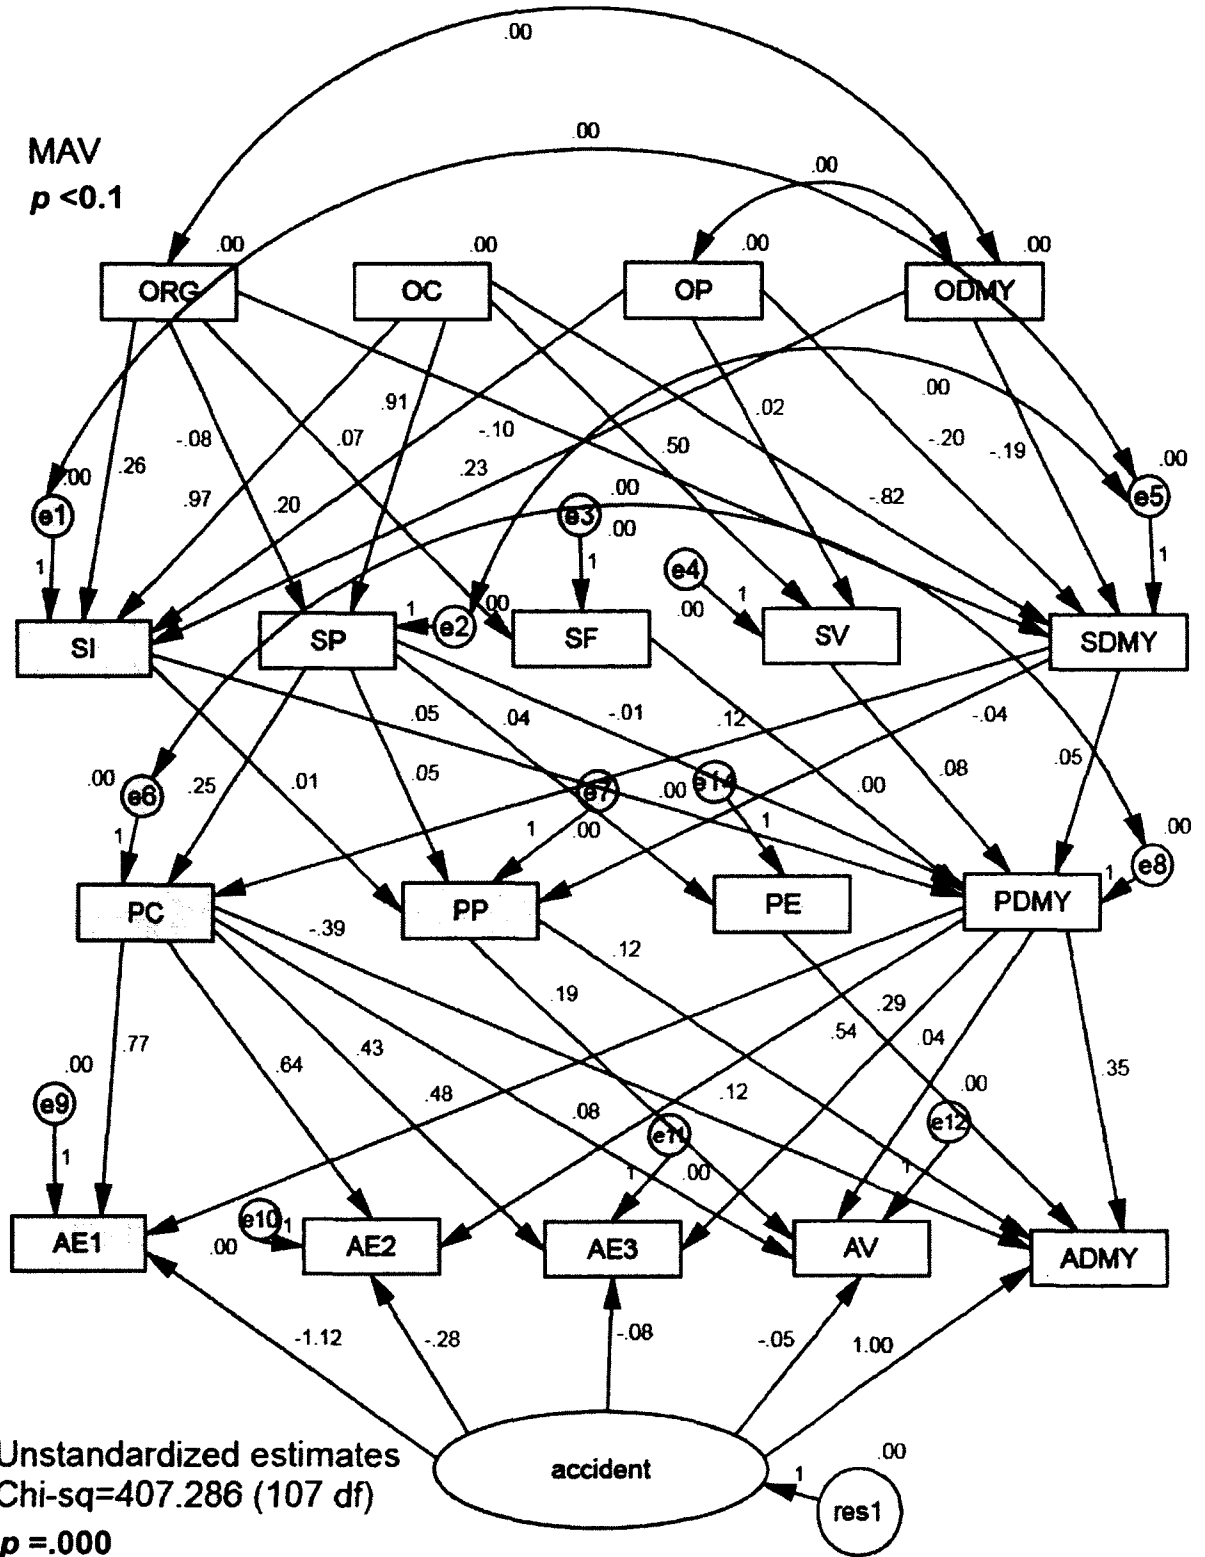 .00
.00
MAV
.00
p <0.1
.00
.00
.00
.00
ORG
OC
OP
ODMY
.00
.91
.02
-.08
.07
-.10
.50
-.20
-.19
.26
.23
.00
.00
.97
.20
.00
-.82
e1
e3
.00
e5
1
1
e4
1
1
.00
1
.00
SI
SP
e2
SF
SV
SDMY
.05
.04
-.01
.12
-.04
.05
.00
.25
.01
.05
.00
.00
.08
e6
e7
e14
1
1
.00
1
.00
1
e8
PC
PP
PE
PDMY
-.39
.12
.19
.29
.77
.43
.54
.04
.00
.64
.48
.12
.00
.35
e9
.08
e11
e12
1
1
.00
1
e10
1
.00
AE1
AE2
AE3
AV
ADMY
-1.12
-.28
-.08
-.05
1.00
Unstandardized estimates
accident
1
.00
Chi-sq=407.286 (107 df)
res1
p =.000